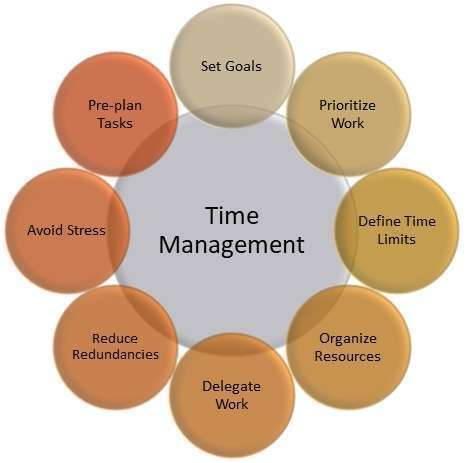 Time
Management
Set Goals
Prioritize
Work
Define Time
Limits
Organize
Resources
Delegate
Work
Reduce
Redundancies
Avoid Stress
Pre-plan
Tasks